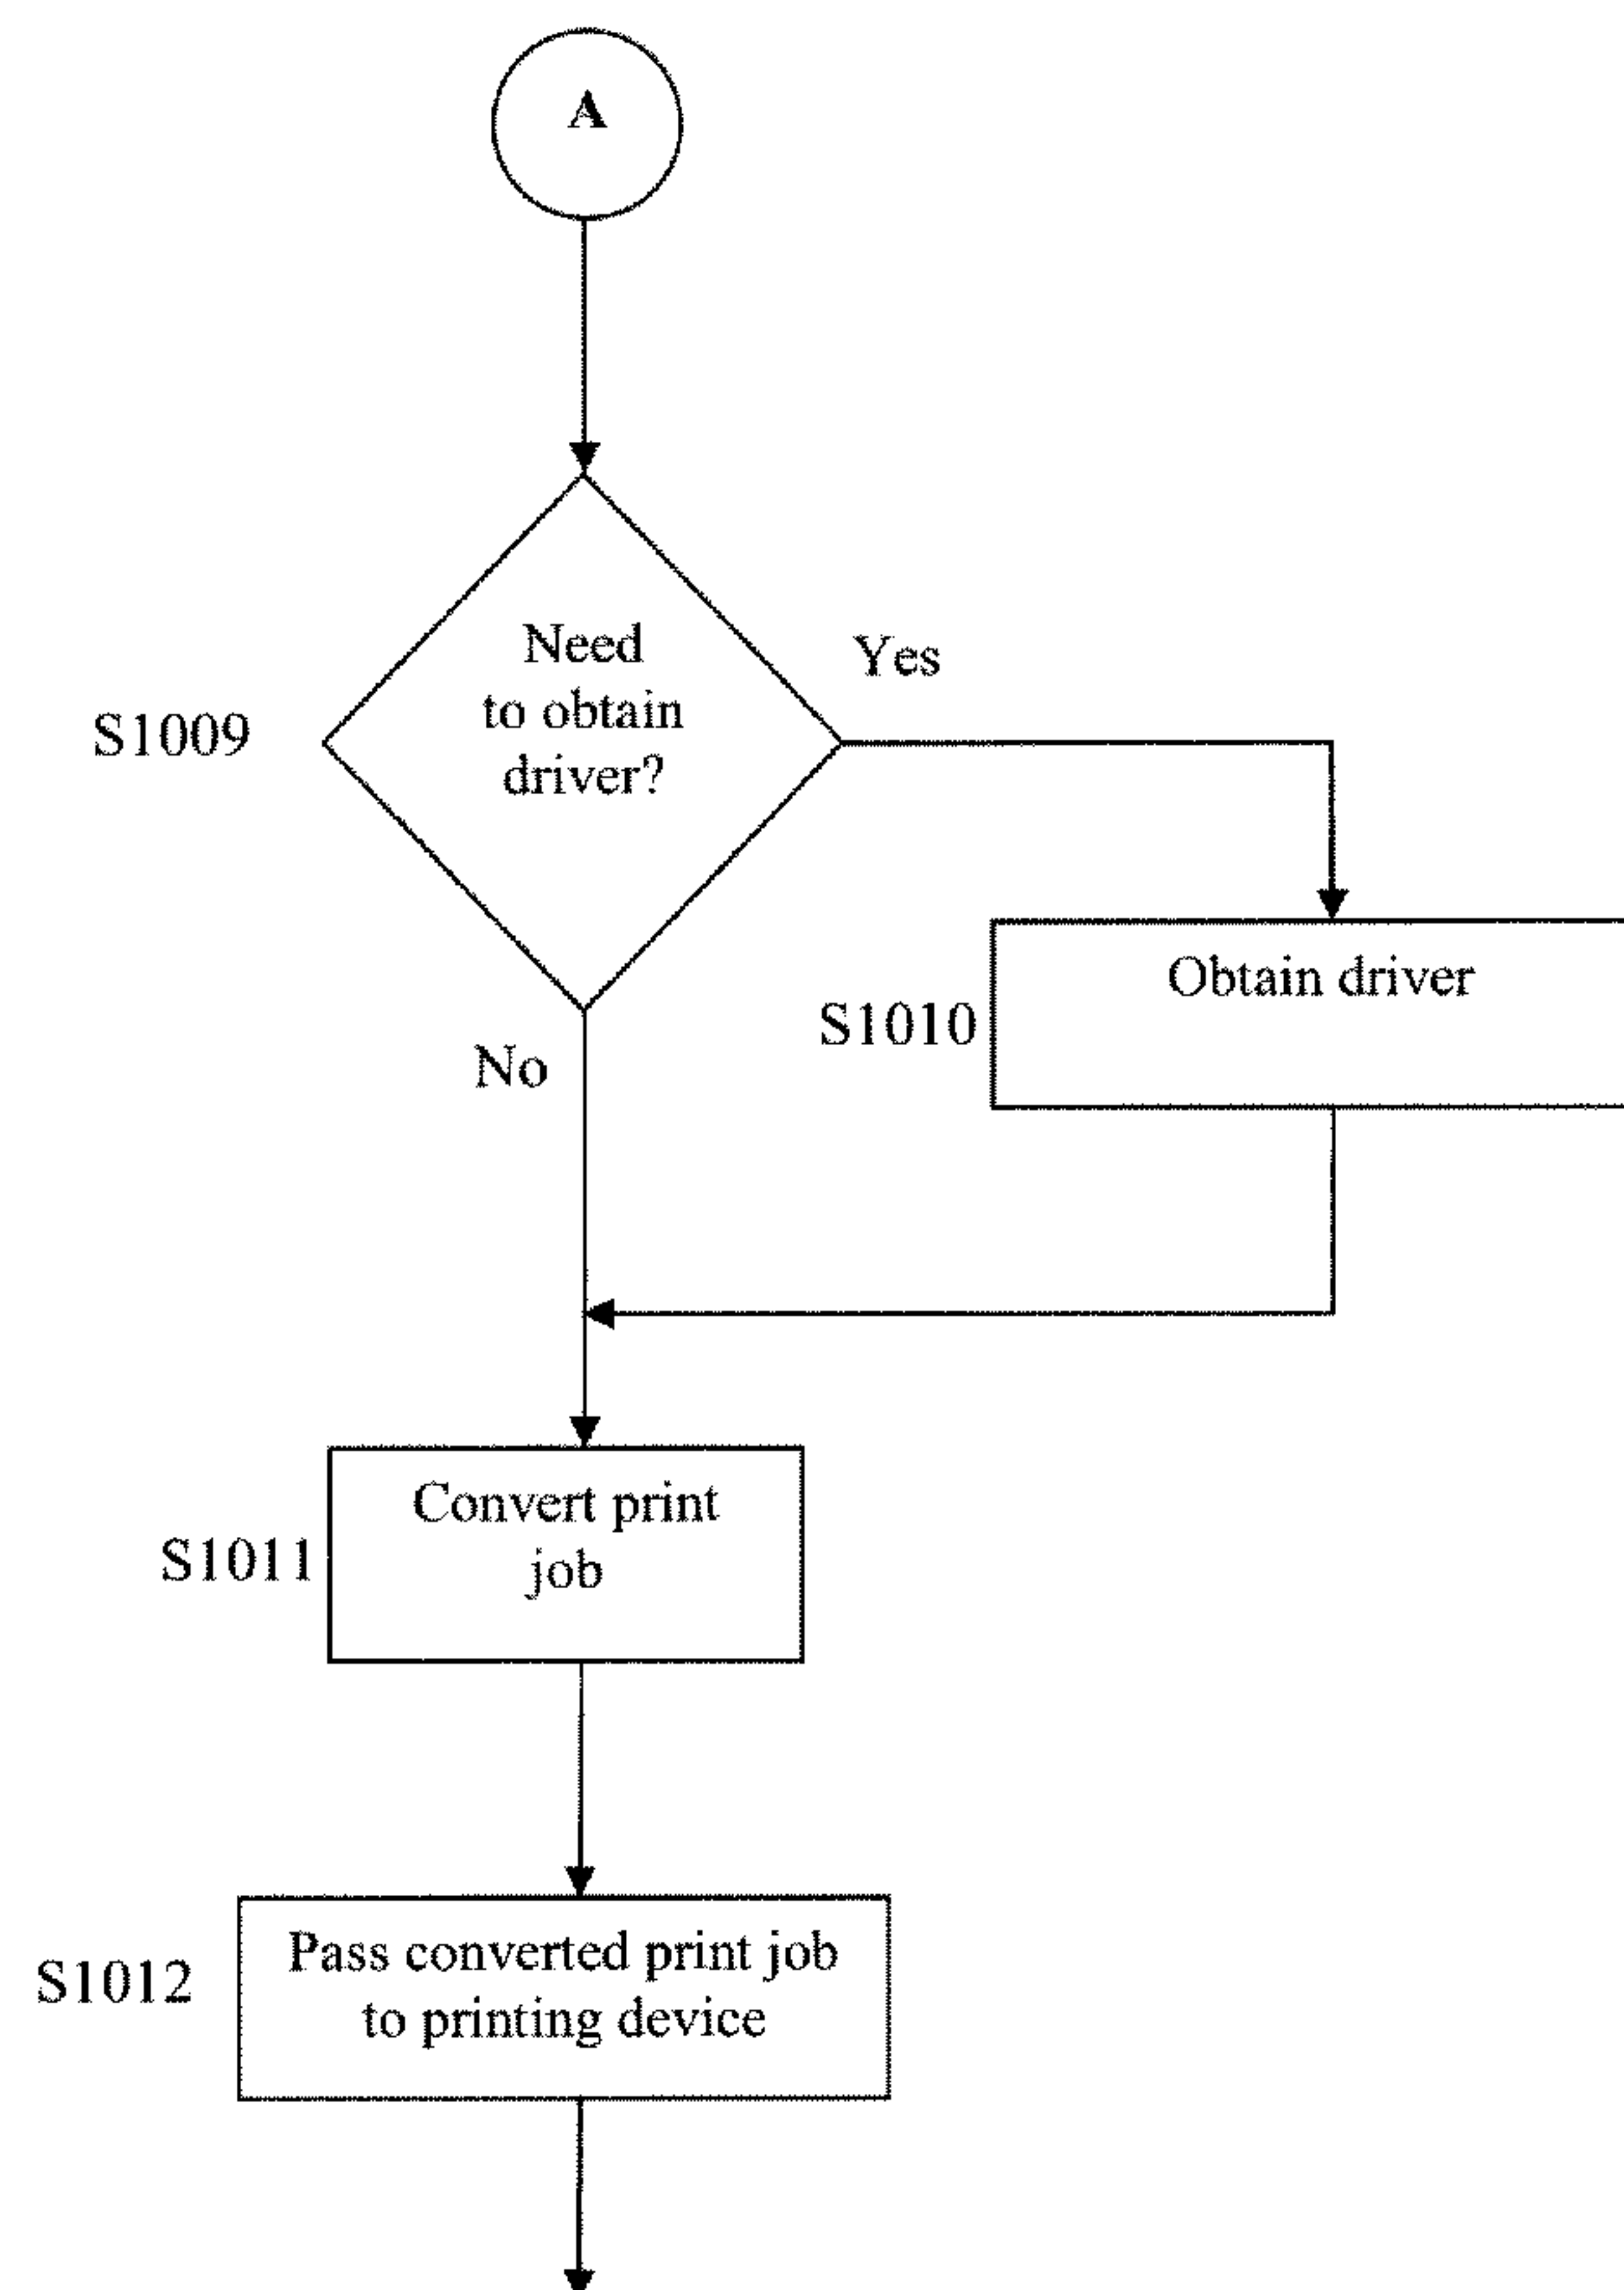 A
Need
to obtain
driver?
Yes
S1009
Obtain driver
S1010
No
Convert print
job
S1011
Pass converted print job
to printing device
S1012